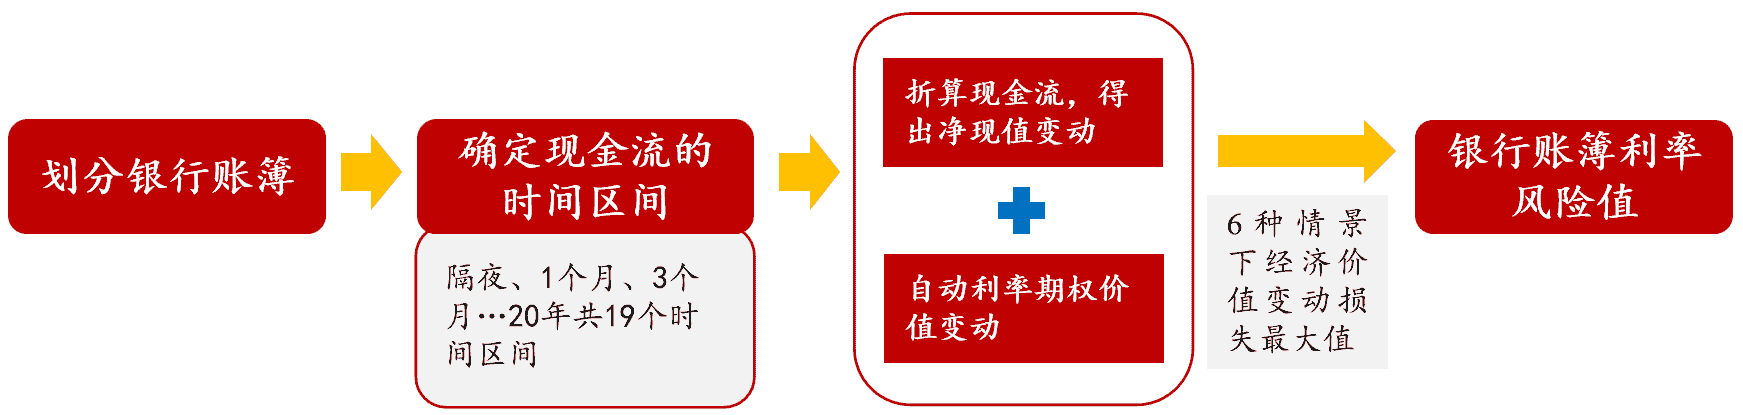 划分银行账簿
确定现金流的
时间区间
隔夜、1个月、3个
月…20年共19个时
间区间
折算现金流，得
出净现值变动
自动利率期权价
值变动
6种情景
下经济价
值变动损
失最大值
银行账簿利率
风险值